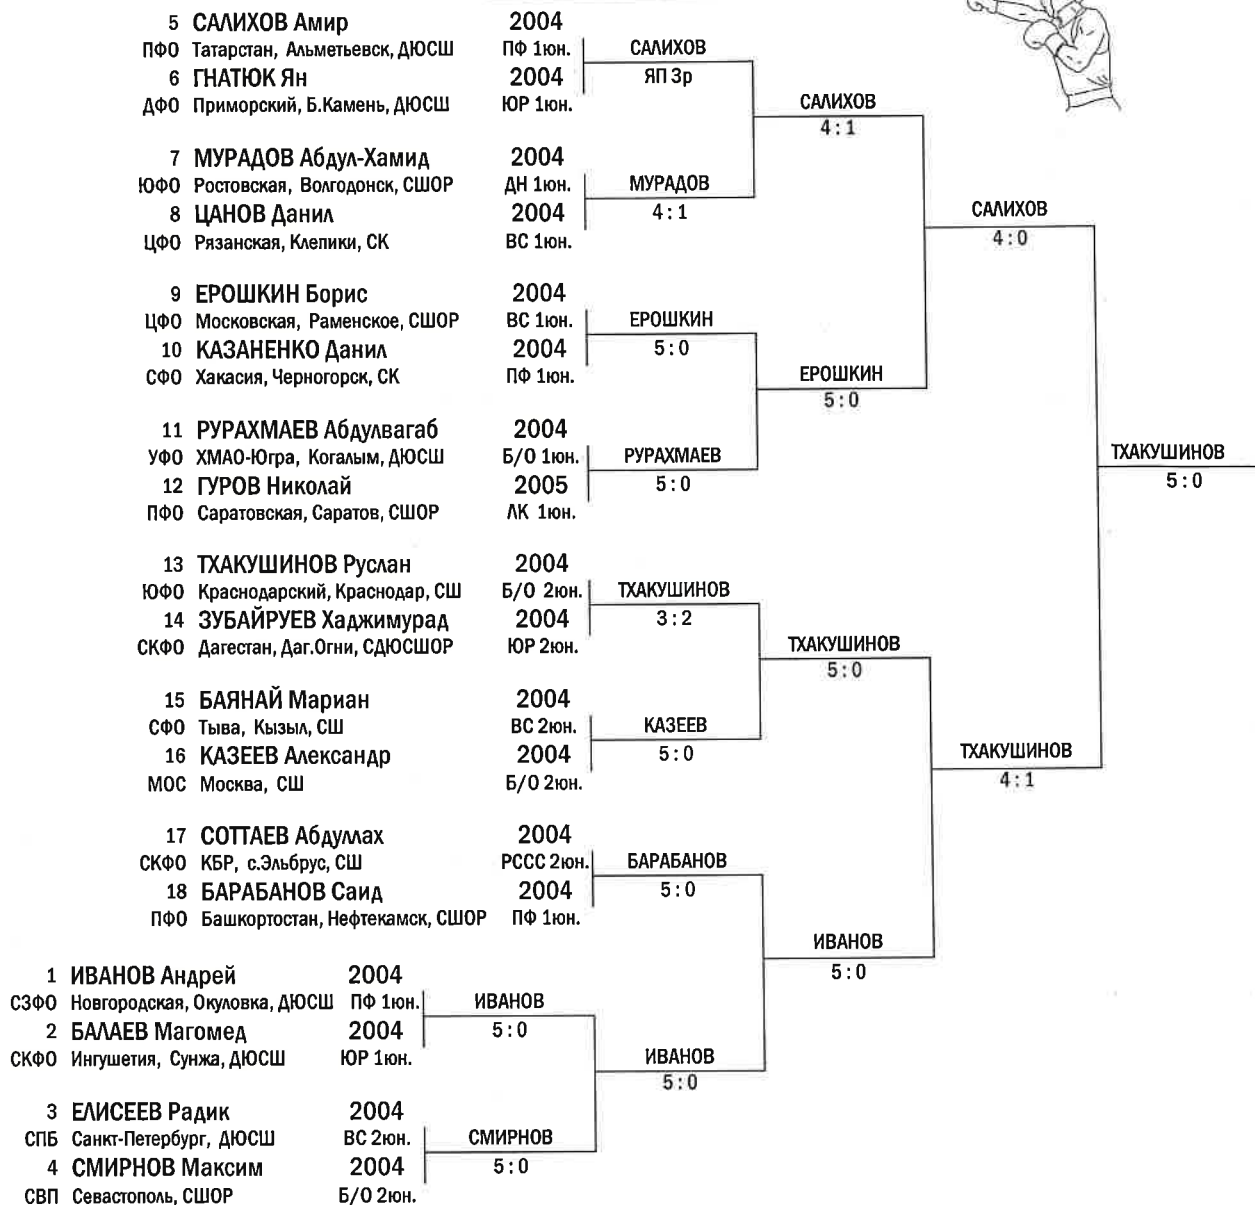 5 САЛИХОВ Амир 2004
ПФО Татарстан, Альметьевск, ДЮСШ ПФ 1юн.
САЛИХОВ
6 ГНАТЮК Ян 2004
ЯП 3р
ДФО Приморский, Б.Камень, ДЮСШ ЮР 1юн.
САЛИХОВ
4 : 1
7 МУРАДОВ Абдул-Хамид 2004
ЮФО Ростовская, Волгодонск, СШОР ДН 1юн.
МУРАДОВ
8 ЦАНОВ Данил 2004
4 : 1
ЦФО Рязанская, Клепики, СК ВС 1юн.
САЛИХОВ
4 : 0
9 ЕРОШКИН Борис 2004
ЦФО Московская, Раменское, СШОР ВС 1юн.
ЕРОШКИН
10 КАЗАНЕНКО Данил 2004
5 : 0
СФО Хакасия, Черногорск, СК ПФ 1юн.
ЕРОШКИН
5 : 0
11 РУРАХМАЕВ Абдулвагаб 2004
УФО ХМАО-Югра, Когалым, ДЮСШ Б/О 1юн.
РУРАХМАЕВ
12 ГУРОВ Николай 2005
5 : 0
ПФО Саратовская, Саратов, СШОР ЛК 1юн.
ТХАКУШИНОВ
5 : 0
13 ТХАКУШИНОВ Руслан 2004
ЮФО Краснодарский, Краснодар, СШ Б/О 2юн.
ТХАКУШИНОВ
14 ЗУБАЙРУЕВ Хаджимурад 2004
3 : 2
СКФО Дагестан, Даг.Огни, СДЮСШОР ЮР 2юн.
ТХАКУШИНОВ
5 : 0
15 БАЯНАЙ Мариан 2004
СФО Тыва, Кызыл, СШ ВС 2юн.
КАЗЕЕВ
16 КАЗЕЕВ Александр 2004
5 : 0
МОС Москва, СШ Б/О 2юн.
ТХАКУШИНОВ
4 : 1
17 СОТТАЕВ Абдуллах 2004
СКФО КБР, с.Эльбрус, СШ РССС 2юн.
БАРАБАНОВ
18 БАРАБАНОВ Саид 2004
5 : 0
ПФО Башкортостан, Нефтекамск, СШОР ПФ 1юн.
ИВАНОВ
5 : 0
1 ИВАНОВ Андрей 2004
СЗФО Новгородская, Окуловка, ДЮСШ ПФ 1юн.
ИВАНОВ
2 БАЛАЕВ Магомед 2004
5 : 0
СКФО Ингушетия, Сунжа, ДЮСШ ЮР 1юн.
ИВАНОВ
5 : 0
3 ЕЛИСЕЕВ Радик 2004
СПБ Санкт-Петербург, ДЮСШ ВС 2юн.
СМИРНОВ
4 СМИРНОВ Максим 2004
5 : 0
СВП Севастополь, СШОР Б/О 2юн.